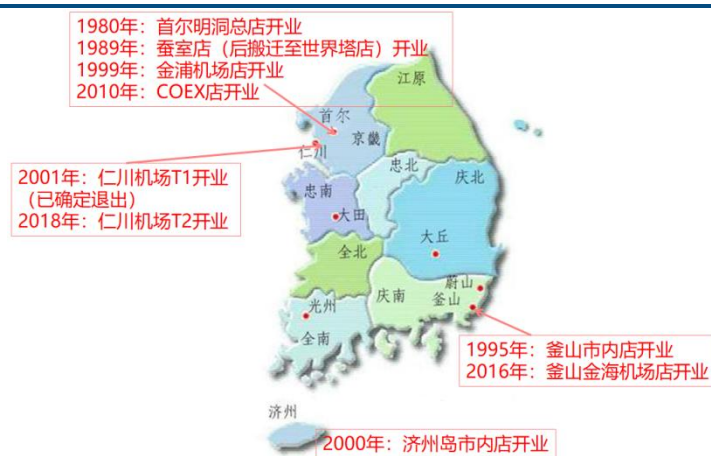 1980年：首尔明洞总店开业
1989年：蚕室店（后搬迁至世界塔店）开业
1999年：金浦机场店开业
2010年：COEX店开业
江原
首尔
京畿
仁川
2001年：仁川机场T1开业
（已确定退出）
2018年：仁川机场T2开业
忠北
忠南
庆北
大田
大丘
全北
蔚山
庆南
釜山
光州
全南
1995年：釜山市内店开业
2016年：釜山金海机场店开业
济州
2000年：济州岛市内店开业